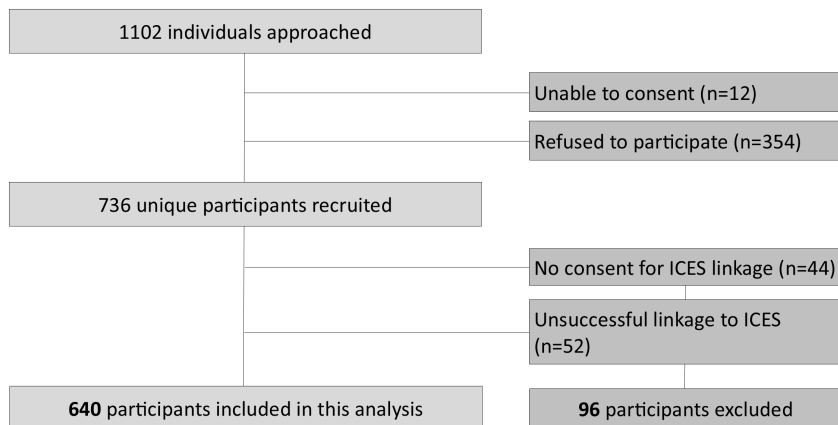 1102 individuals approached
Unable to consent (n=12)
Refused to participate (n=354)
736 unique participants recruited
No consent for ICES linkage (n=44)
Unsuccessful linkage to ICES
(n=52)
640 participants included in this analysis
96 participants excluded